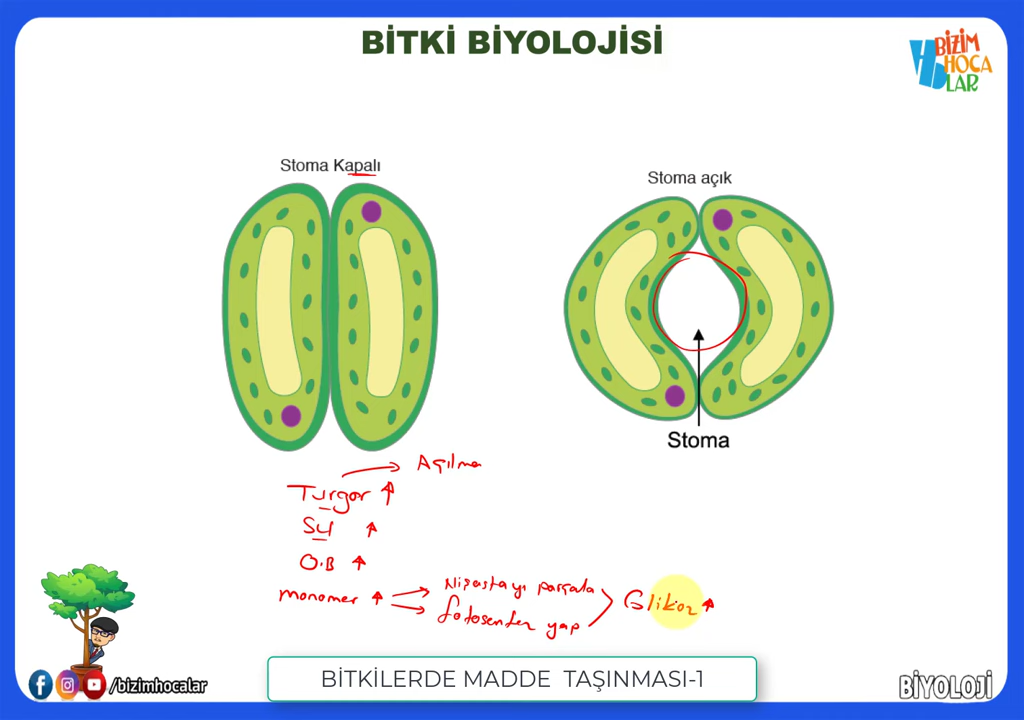 BİTKİ BİYOLOJİSİ
BİZİM
HOCA
LAR
Stoma Kapalı
Stoma açık
Stoma
Açılma
Turgor ↑
Su ↑
O.B ↑
Monomer ↑
Nişastayı parçala
fotosentez yap
Glikoz ↑
/bizimhocalar
BİTKİLERDE MADDE TAŞINMASI-1
BİYOLOJİ